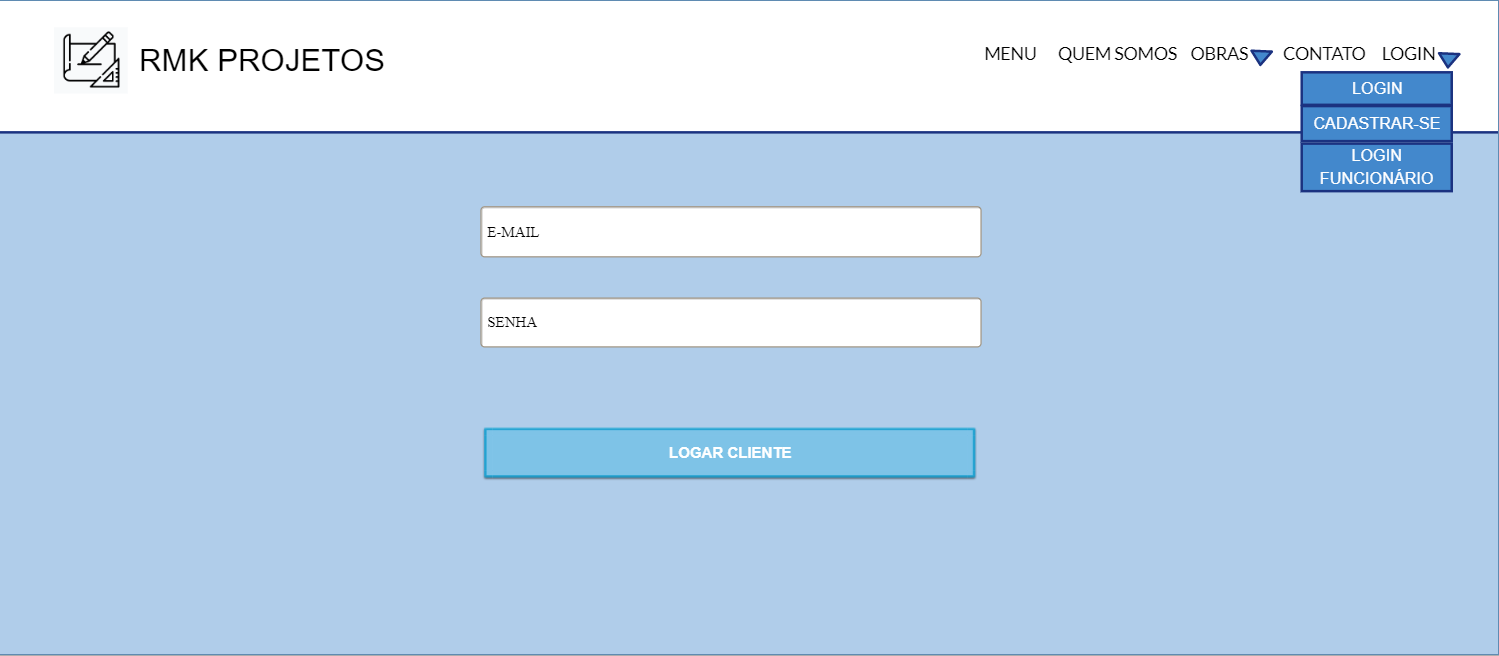 RMK PROJETOS
MENU QUEM SOMOS OBRAS CONTATO LOGIN
LOGIN
CADASTRAR-SE
LOGIN
FUNCIONÁRIO
E-MAIL
SENHA
LOGAR CLIENTE